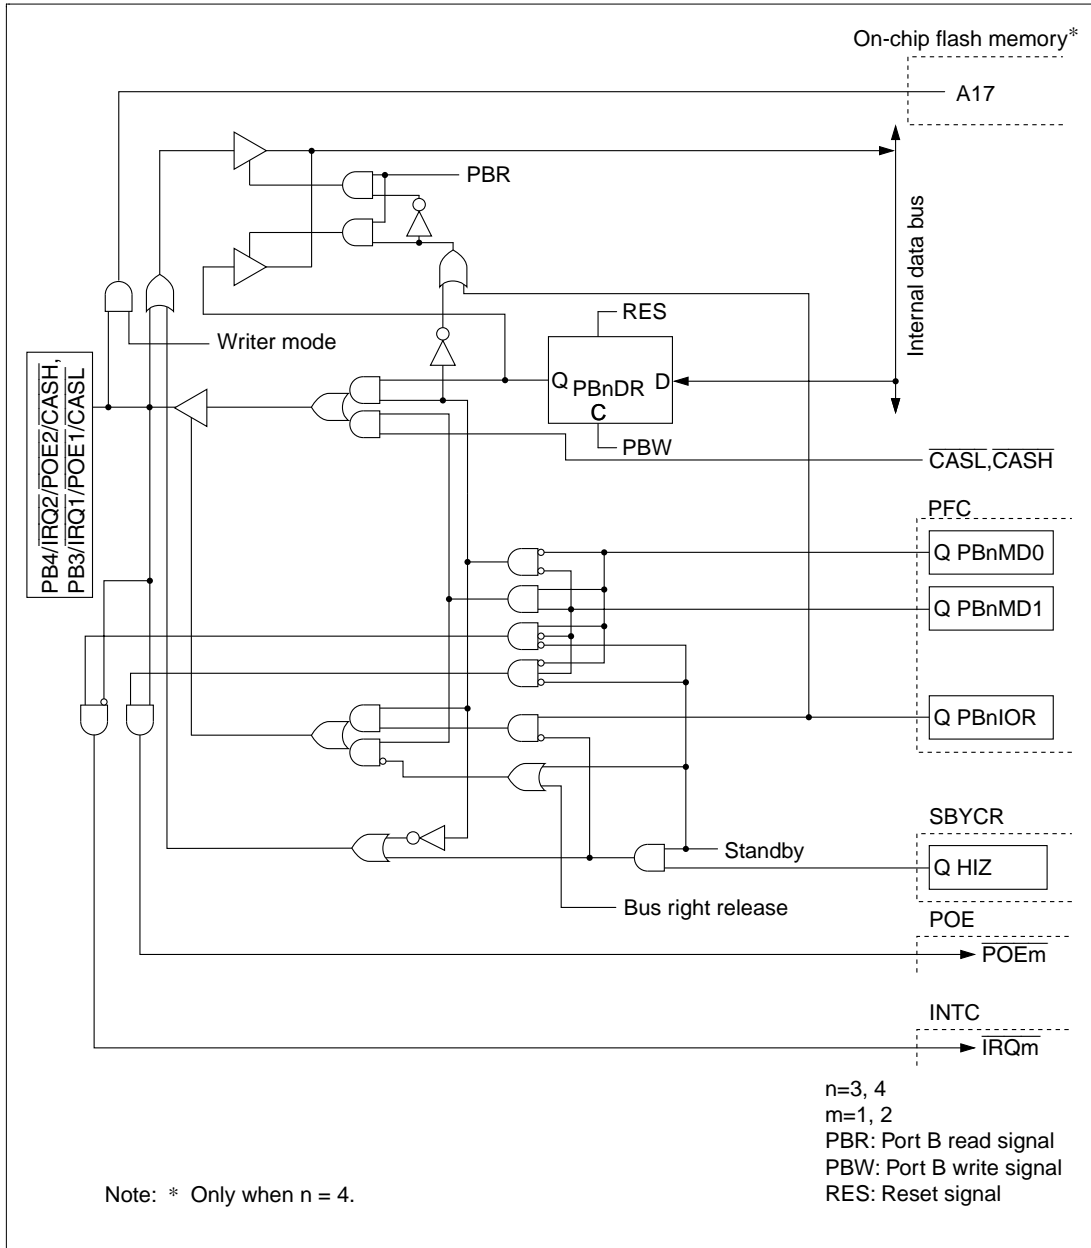 On-chip flash memory*
A17
PBR
Internal data bus
RES
Writer mode
Q PBnDR D
C
PBW
PB4/IRQ2/POE2/CASH,
PB3/IRQ1/POE1/CASL
CASL,CASH
PFC
Q PBnMD0
Q PBnMD1
Q PBnIOR
SBYCR
Standby
Q HIZ
Bus right release
POE
POEm
INTC
IRQm
n=3, 4
m=1, 2
PBR: Port B read signal
PBW: Port B write signal
RES: Reset signal
Note: * Only when n = 4.